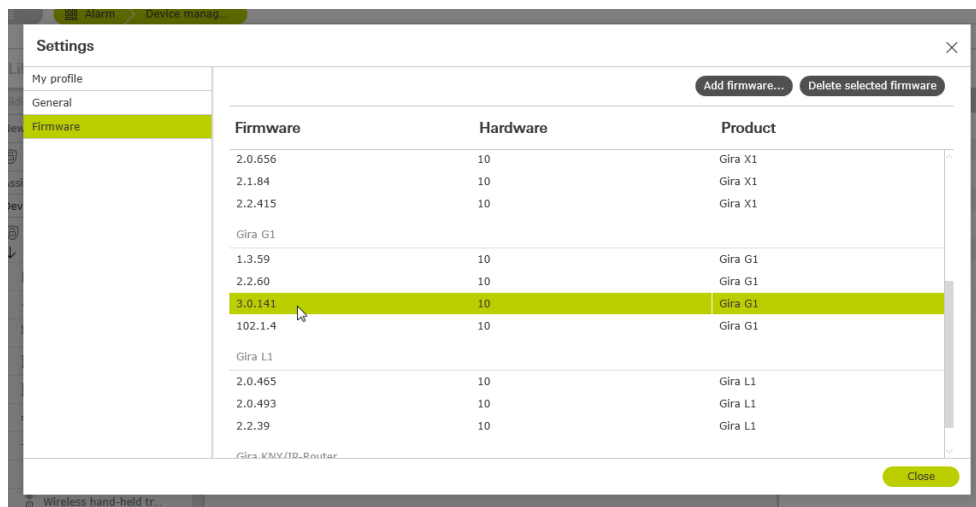 Alarm Device manag...
Settings
My profile
General
Firmware
Add firmware... Delete selected firmware
Firmware Hardware Product
2.0.656 10 Gira X1
2.1.84 10 Gira X1
2.2.415 10 Gira X1
Gira G1
1.3.59 10 Gira G1
2.2.60 10 Gira G1
3.0.141 10 Gira G1
102.1.4 10 Gira G1
Gira L1
2.0.465 10 Gira L1
2.0.493 10 Gira L1
2.2.39 10 Gira L1
Gira KNX/IP-Router
Close
Wireless hand-held tr...